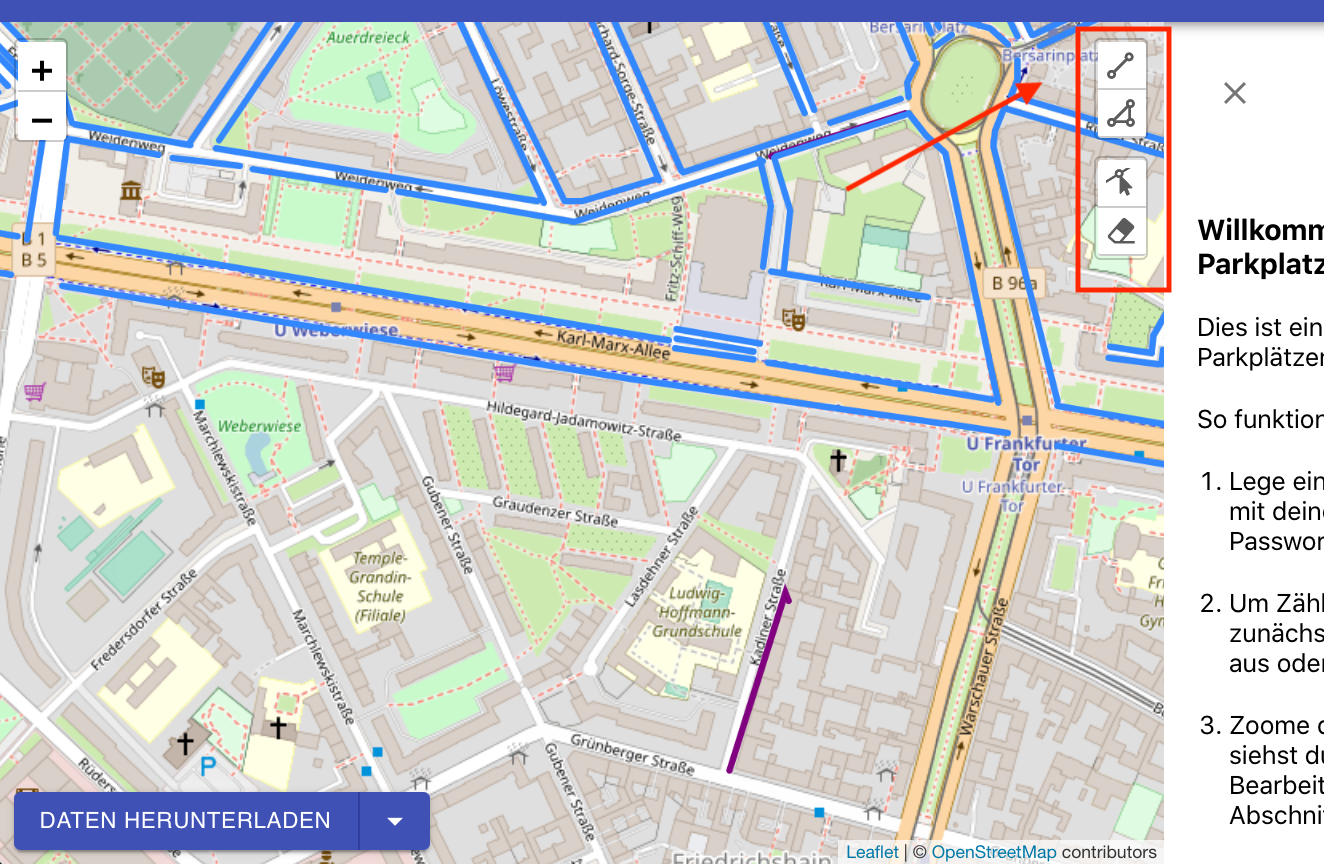 Auerdreieck
Bersarinplatz
Bersarinplatz
+
−
Löwestraße
Richard-Sorge-Straße
Weidenweg
Weidenweg
Weidenweg
Weidenweg
Fritz-Schiff-Weg
B 1
B 5
B 96a
Karl-Marx-Allee
U Weberwiese
Karl-Marx-Allee
Hildegard-Jadamowitz-Straße
Weberwiese
Marchlewskistraße
U Frankfurter
Tor
U Frankfurter
Tor
Gubener Straße
Graudenzer Straße
Lasdehner Straße
Temple-
Grandin-
Schule
(Filiale)
Ludwig-
Hoffmann-
Grundschule
Kadiner Straße
Fredersdorfer Straße
Marchlewskistraße
Warschauer Straße
Grünberger Straße
Gubener Straße
P
Rüders
Friedrichshain
DATEN HERUNTERLADEN
Leaflet | © OpenStreetMap contributors
Willkomm
Parkplatz
Dies ist ein
Parkplätzen
So funktion
1. Lege ein
mit deine
Passwor
2. Um Zähl
zunächs
aus oder
3. Zoome d
siehst du
Bearbeit
Abschni